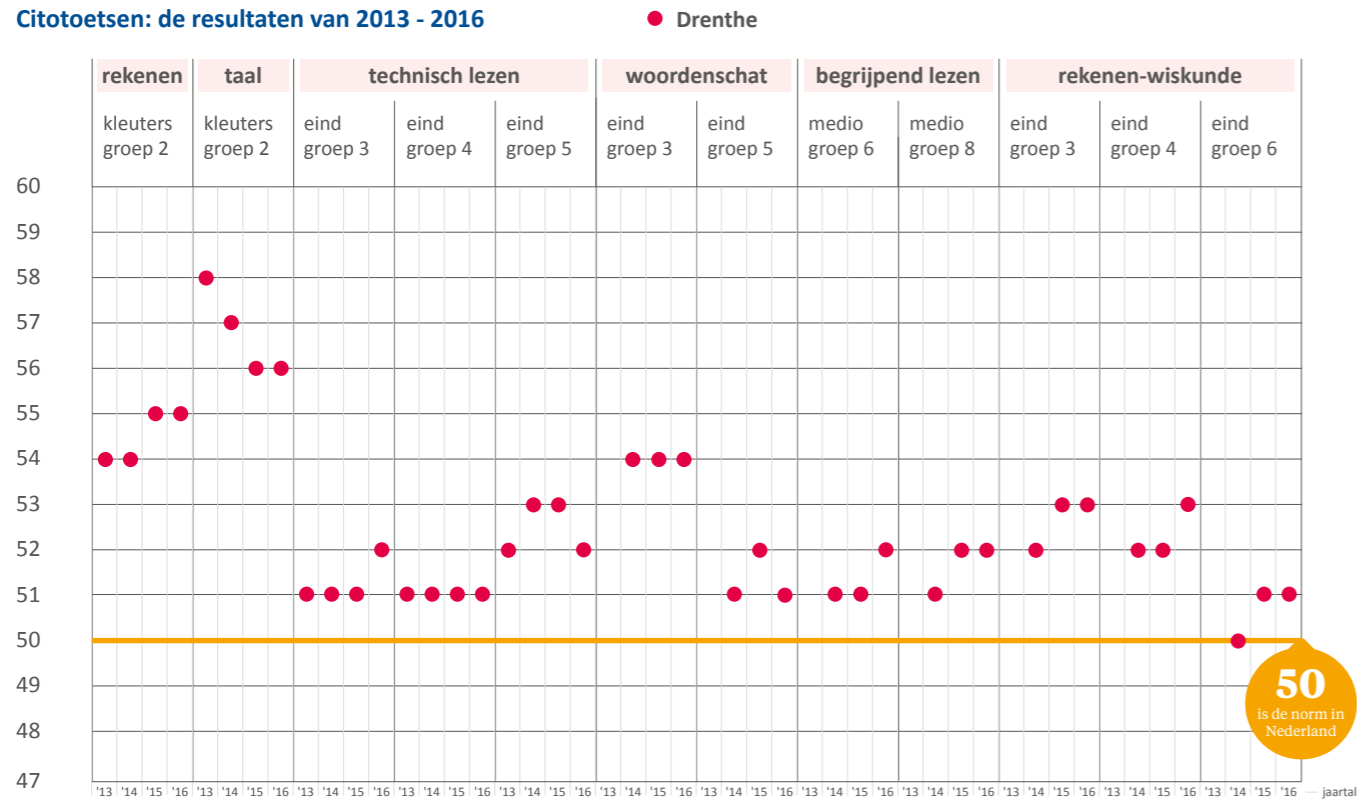 Citotoetsen: de resultaten van 2013 - 2016
Drenthe
rekenen taal technisch lezen woordenschat begrijpend lezen rekenen-wiskunde
kleuters kleuters eind eind eind eind eind medio medio eind eind eind
groep 2 groep 2 groep 3 groep 4 groep 5 groep 3 groep 5 groep 6 groep 8 groep 3 groep 4 groep 6
60
59
58
57
56
55
54
53
52
51
50
49
48
47
50
is de norm in
Nederland
'13 '14 '15 '16 '13 '14 '15 '16 '13 '14 '15 '16 '13 '14 '15 '16 '13 '14 '15 '16 '13 '14 '15 '16 '13 '14 '15 '16 '13 '14 '15 '16 '13 '14 '15 '16 '13 '14 '15 '16 '13 '14 '15 '16 '13 '14 '15 '16 — jaartal